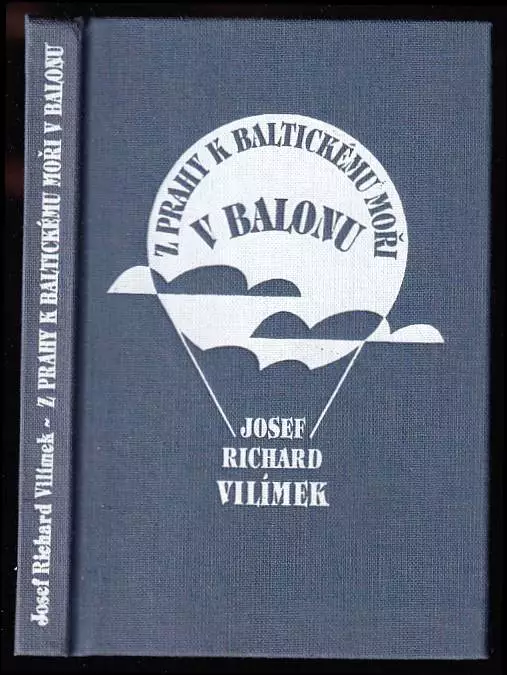 Josef Richard Vilímek ~ Z PRAHY K BALTICKÉMU MOŘI V BALONU
Z PRAHY K BALTICKÉMU MOŘI
V BALONU
JOSEF
RICHARD
VILÍMEK